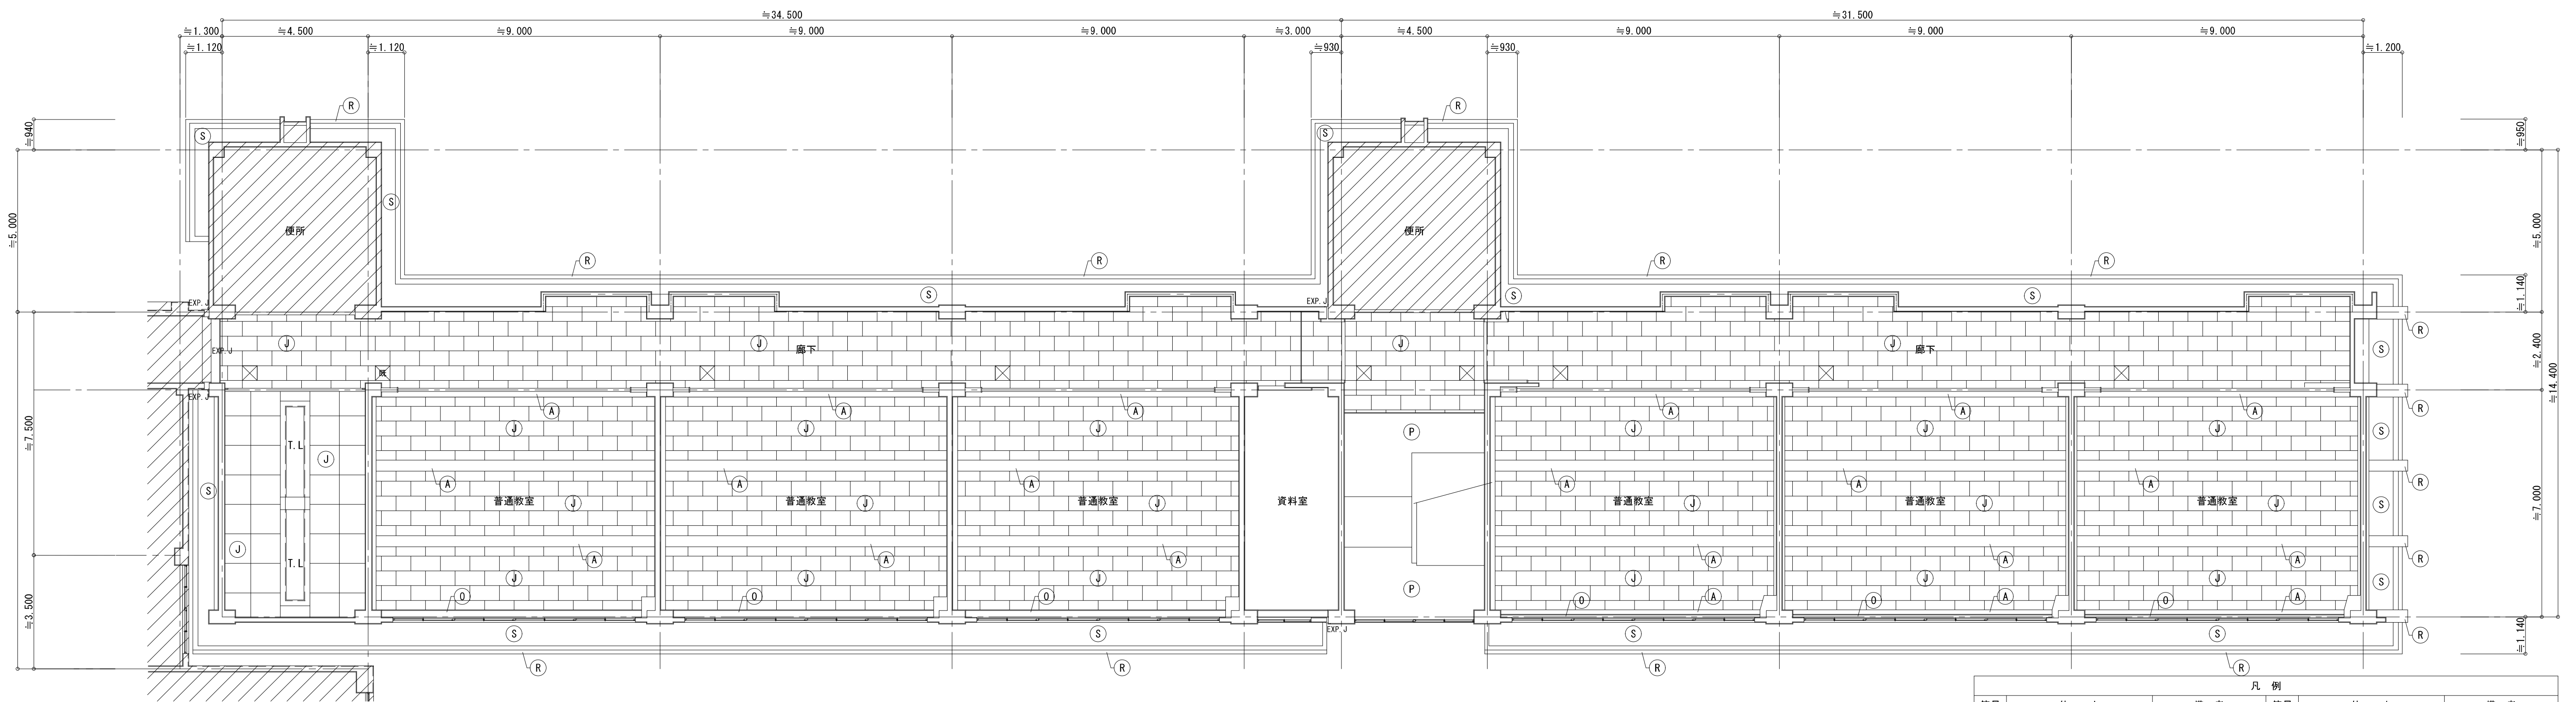 ≒34.500 ≒31.500
≒1.300 ≒4.500 ≒9.000 ≒9.000 ≒9.000 ≒3.000 ≒4.500 ≒9.000 ≒9.000 ≒9.000
≒1.120 ≒1.120 ≒930 ≒930 ≒1.200
≒940 R R ≒950
S S
S
便所 便所
≒5.000 ≒5.000
R R R R
S S S ≒1.140
EXP.J EXP.J
R
J J 廊下 J J 廊下 S
EXP.J
≒2.400
≒14.400
既
EXP.J
A A A A A A R
T.L J J J P J J J S
J
≒7.500
A A A A A A R
S 普通教室 J 普通教室 J 普通教室 J 資料室 普通教室 J 普通教室 J 普通教室 J S
≒7.000
J
T.L A A A A A A R
J J J P J J J S
≒3.500
O O O O A O A O A
S S EXP.J S S R
≒1.140
R R R R
凡 例